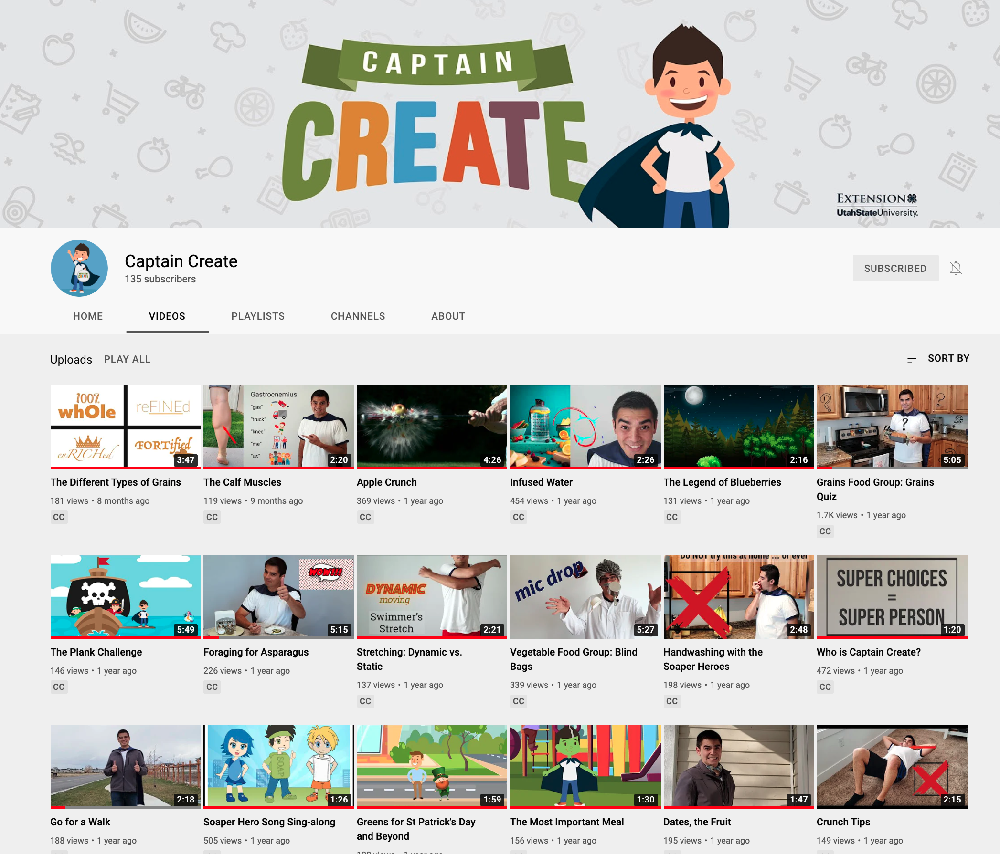 CAPTAIN
CREATE
EXTENSION
UtahStateUniversity.
Captain Create
135 subscribers
SUBSCRIBED
HOME VIDEOS PLAYLISTS CHANNELS ABOUT
Uploads PLAY ALL SORT BY
100% whOle
reFINEd
enRICHed
FORTified
3:47
The Different Types of Grains
181 views • 8 months ago
CC
Gastrocnemius
"gas"
"truck"
"knee"
"me"
"us"
2:20
The Calf Muscles
119 views • 9 months ago
CC
4:26
Apple Crunch
369 views • 1 year ago
CC
2:26
Infused Water
454 views • 1 year ago
CC
2:16
The Legend of Blueberries
131 views • 1 year ago
CC
?
?
?
5:05
Grains Food Group: Grains
Quiz
1.7K views • 1 year ago
CC
5:49
The Plank Challenge
146 views • 1 year ago
CC
WOW!!!
5:15
Foraging for Asparagus
226 views • 1 year ago
CC
DYNAMIC
moving
Swimmer's
Stretch
2:21
Stretching: Dynamic vs.
Static
137 views • 1 year ago
CC
mic drop
5:27
Vegetable Food Group: Blind
Bags
339 views • 1 year ago
CC
Do NOT try this at home ... or ever
2:48
Handwashing with the
Soaper Heroes
198 views • 1 year ago
CC
SUPER CHOICES
=
SUPER PERSON
1:20
Who is Captain Create?
472 views • 1 year ago
CC
2:18
Go for a Walk
188 views • 1 year ago
SOAP
1:26
Soaper Hero Song Sing-along
505 views • 1 year ago
1:59
Greens for St Patrick's Day
and Beyond
1:30
The Most Important Meal
156 views • 1 year ago
1:47
Dates, the Fruit
195 views • 1 year ago
2:15
Crunch Tips
149 views • 1 year ago